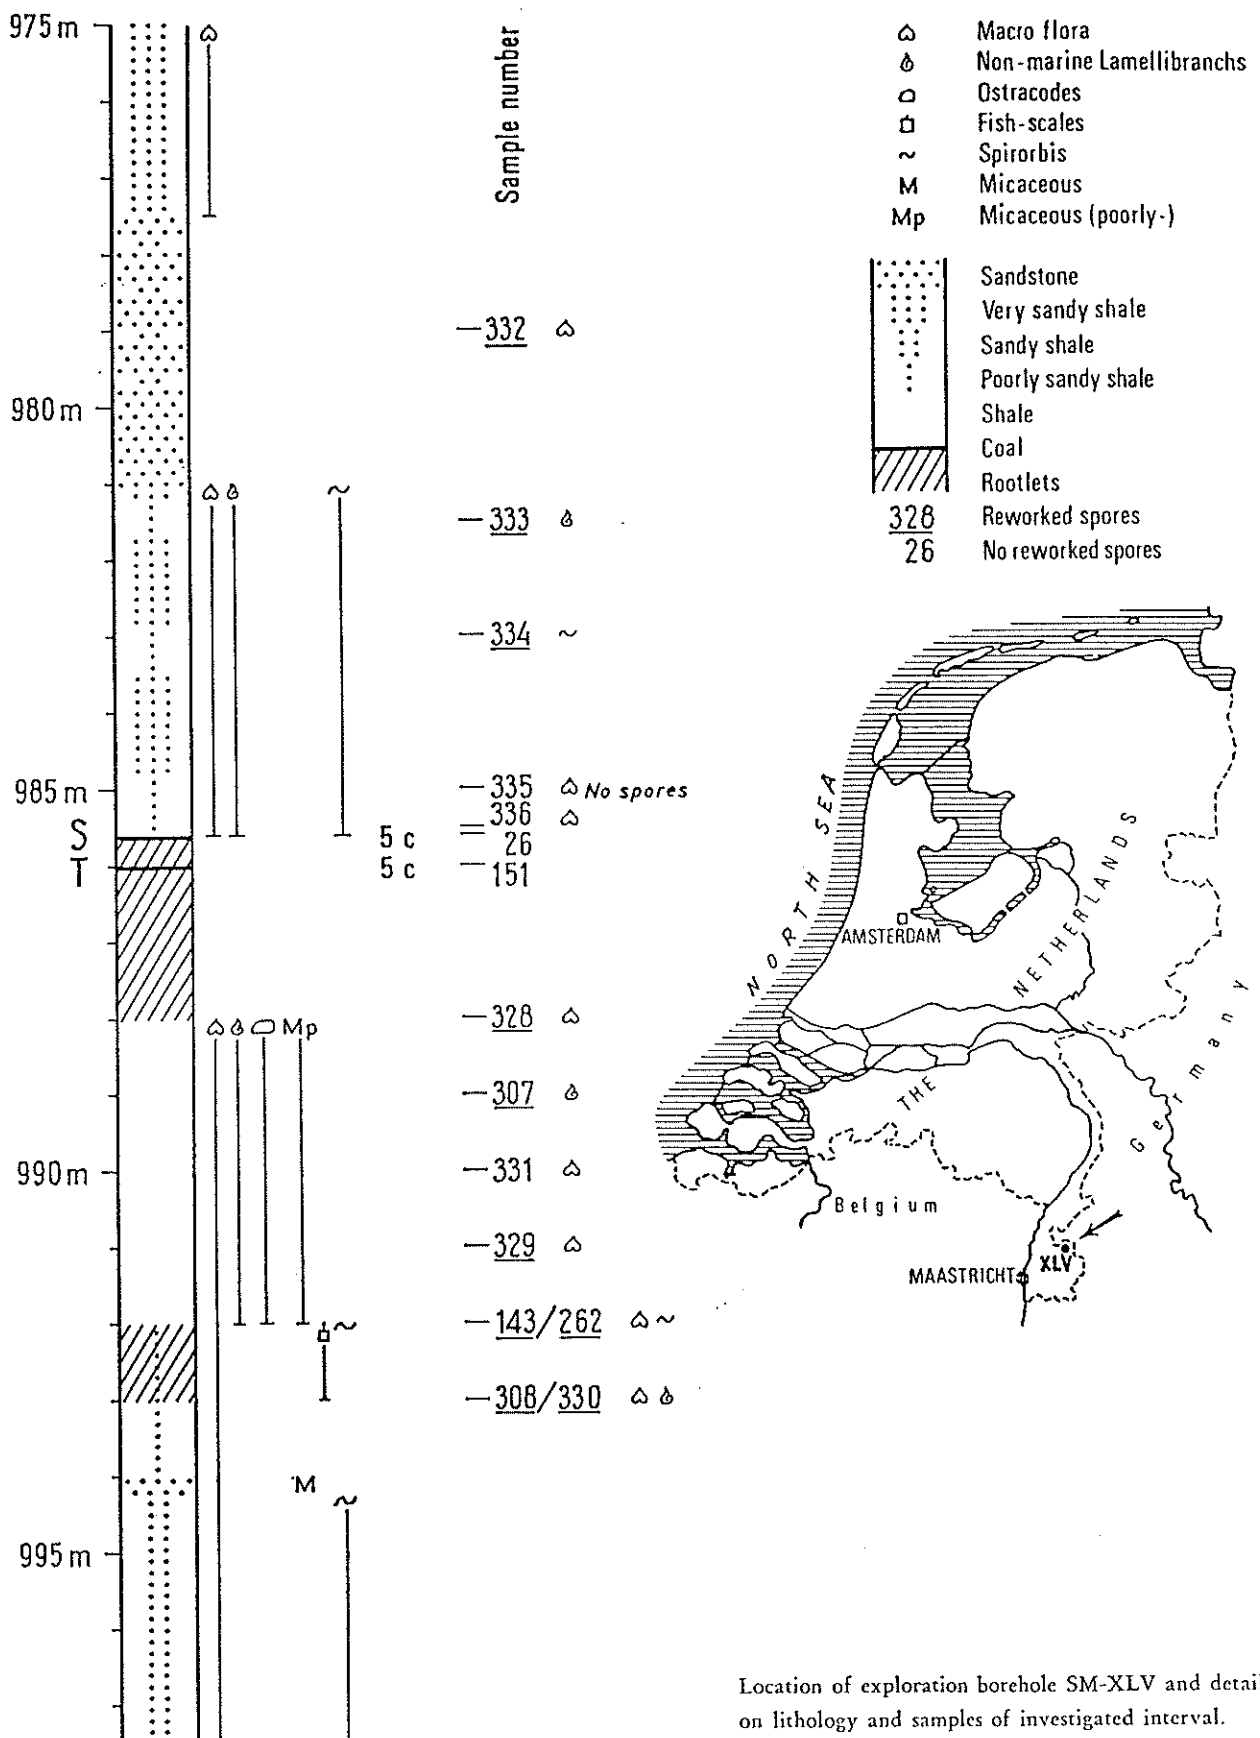 975 m
980 m
985 m
S
T
990 m
995 m
Mp
M
5 c
5 c
Sample number
332
333
334
335 No spores
336
26
151
328
307
331
329
143/262
308/330
Macro flora
Non-marine Lamellibranchs
Ostracodes
Fish-scales
Spirorbis
M Micaceous
Mp Micaceous (poorly-)
Sandstone
Very sandy shale
Sandy shale
Poorly sandy shale
Shale
Coal
Rootlets
328 Reworked spores
26 No reworked spores
NORTH SEA
AMSTERDAM
THE NETHERLANDS
Germany
Belgium
MAASTRICHT
XLV
Location of exploration borehole SM-XLV and detail
on lithology and samples of investigated interval.